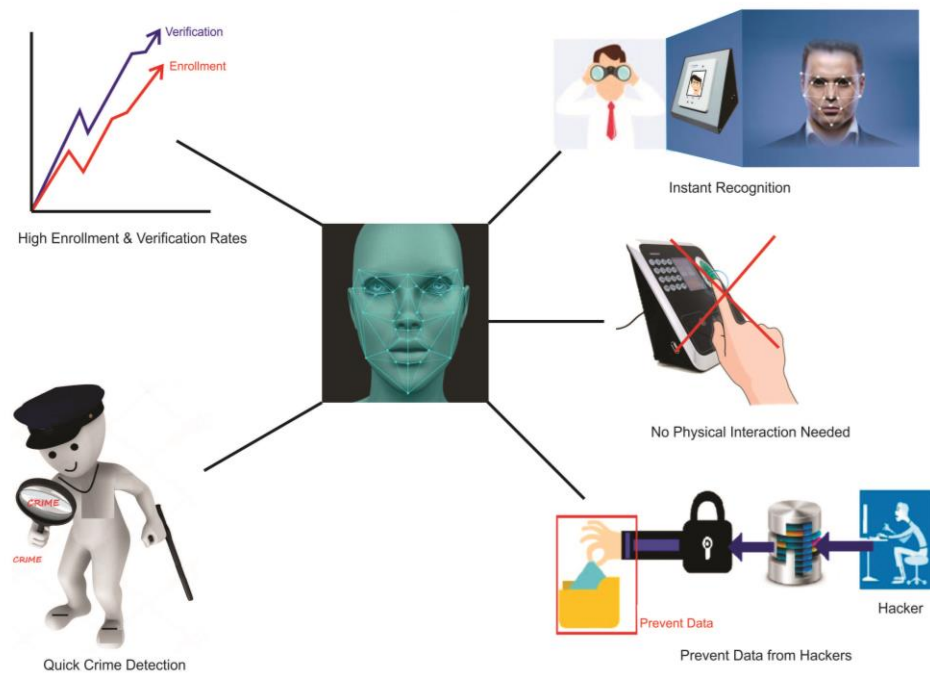 Verification
Enrollment
High Enrollment & Verification Rates
Instant Recognition
No Physical Interaction Needed
CRIME
CRIME
Quick Crime Detection
Prevent Data
Hacker
Prevent Data from Hackers